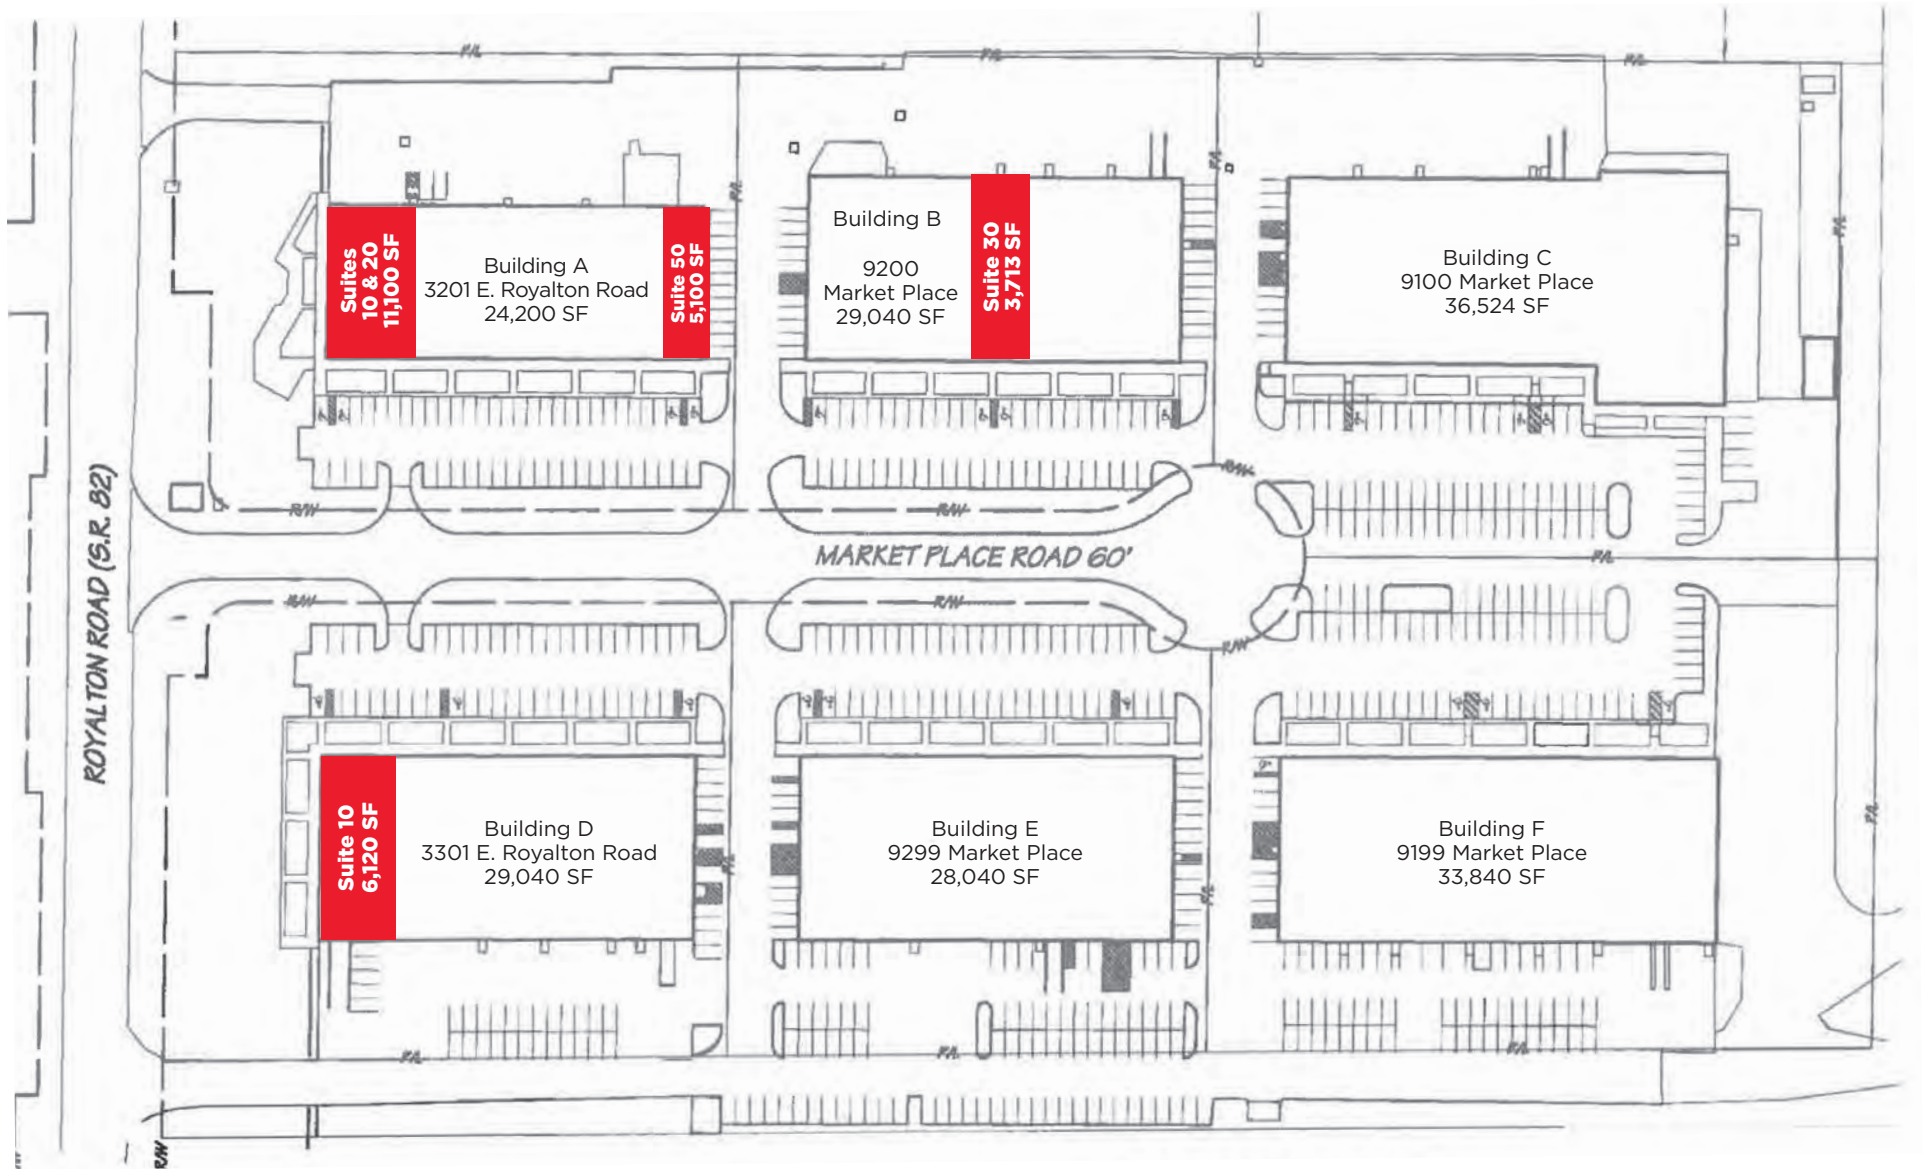 P/L
P/L
P/L
P/L
P/L
P/L
Suites
10 & 20
11,100 SF
Building A
3201 E. Royalton Road
24,200 SF
Suite 50
5,100 SF
Building B
9200
Market Place
29,040 SF
Suite 30
3,713 SF
Building C
9100 Market Place
36,524 SF
R/W
R/W
R/W
MARKET PLACE ROAD 60'
P/L
ROYALTON ROAD (S.R. 82)
R/W
R/W
R/W
Suite 10
6,120 SF
Building D
3301 E. Royalton Road
29,040 SF
P/L
Building E
9299 Market Place
28,040 SF
P/L
Building F
9199 Market Place
33,840 SF
P/L
P/L
P/L
P/L
R/W